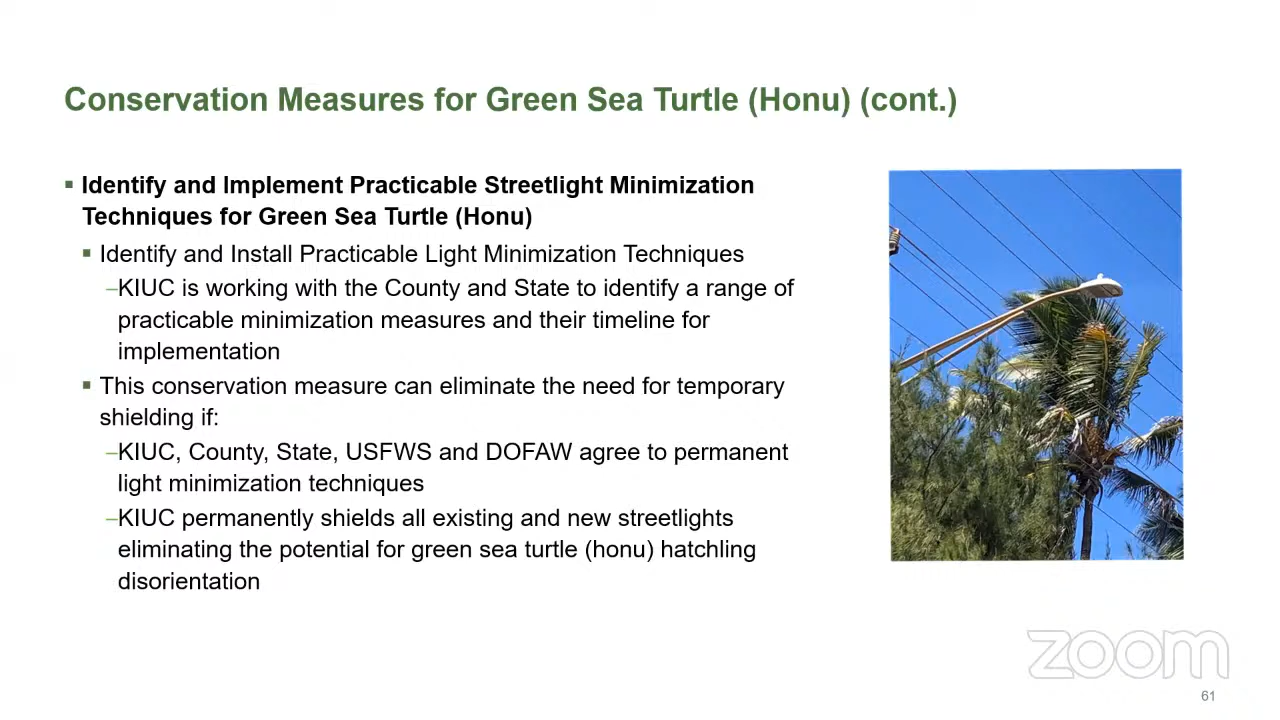 Conservation Measures for Green Sea Turtle (Honu) (cont.)
▪ Identify and Implement Practicable Streetlight Minimization
Techniques for Green Sea Turtle (Honu)
▪ Identify and Install Practicable Light Minimization Techniques
–KIUC is working with the County and State to identify a range of
practicable minimization measures and their timeline for
implementation
▪ This conservation measure can eliminate the need for temporary
shielding if:
–KIUC, County, State, USFWS and DOFAW agree to permanent
light minimization techniques
–KIUC permanently shields all existing and new streetlights
eliminating the potential for green sea turtle (honu) hatchling
disorientation
zoom
61